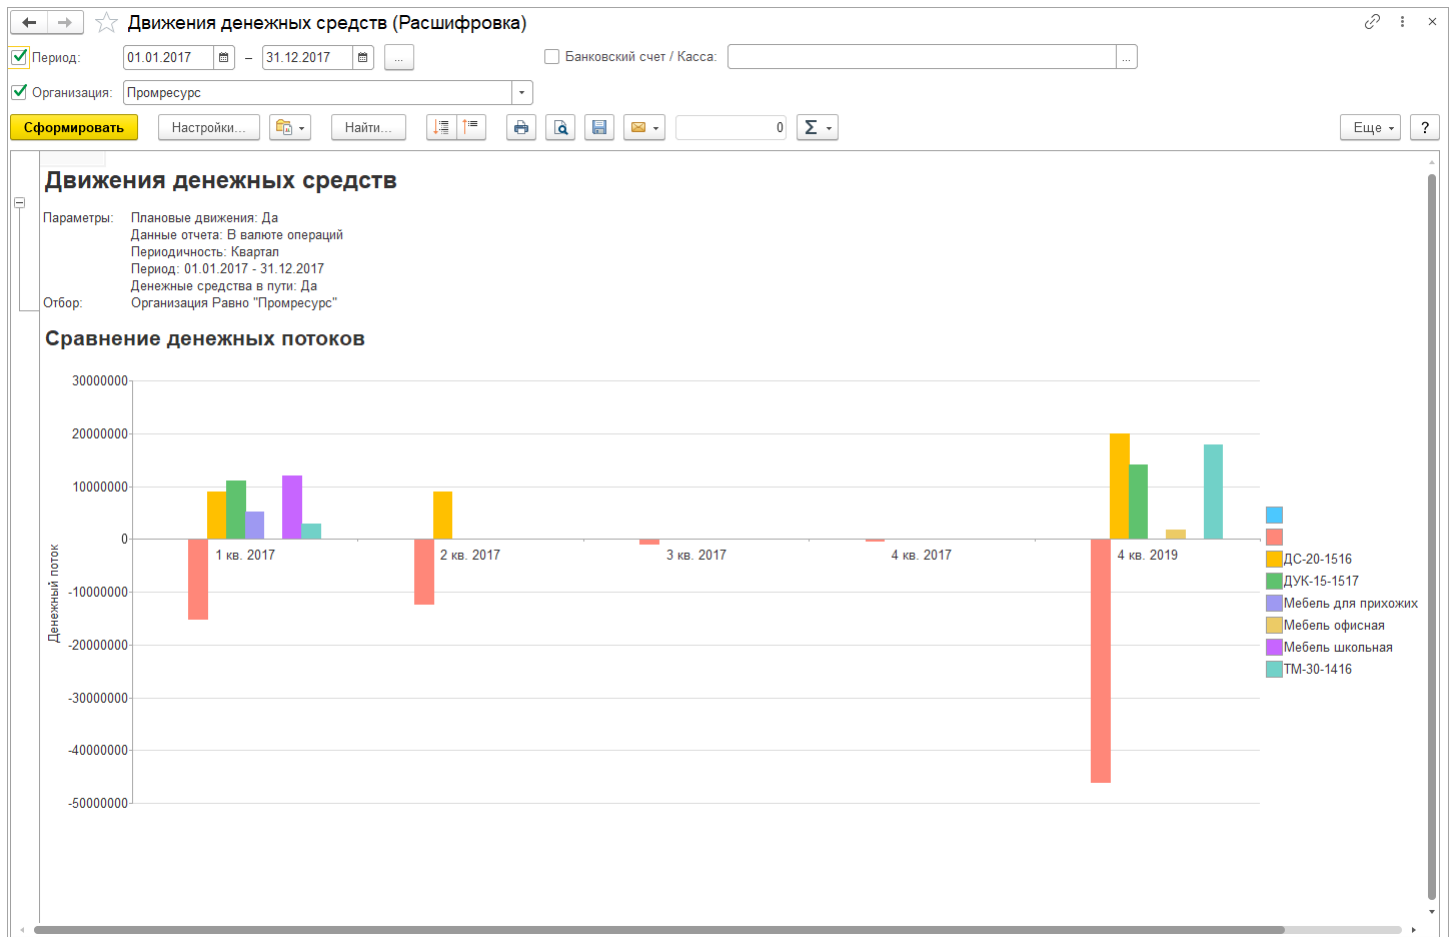 Движения денежных средств (Расшифровка)
Период: 01.01.2017 – 31.12.2017 ... Банковский счет / Касса: ...
Организация: Промресурс
Сформировать Настройки... Найти... 0 Σ Еще ?
Движения денежных средств
Параметры: Плановые движения: Да
Данные отчета: В валюте операций
Периодичность: Квартал
Период: 01.01.2017 - 31.12.2017
Денежные средства в пути: Да
Отбор: Организация Равно "Промресурс"
Сравнение денежных потоков
30000000
20000000
10000000
0
-10000000
-20000000
-30000000
-40000000
-50000000
Денежный поток
1 кв. 2017 2 кв. 2017 3 кв. 2017 4 кв. 2017 4 кв. 2019
ДС-20-1516
ДУК-15-1517
Мебель для прихожих
Мебель офисная
Мебель школьная
ТМ-30-1416